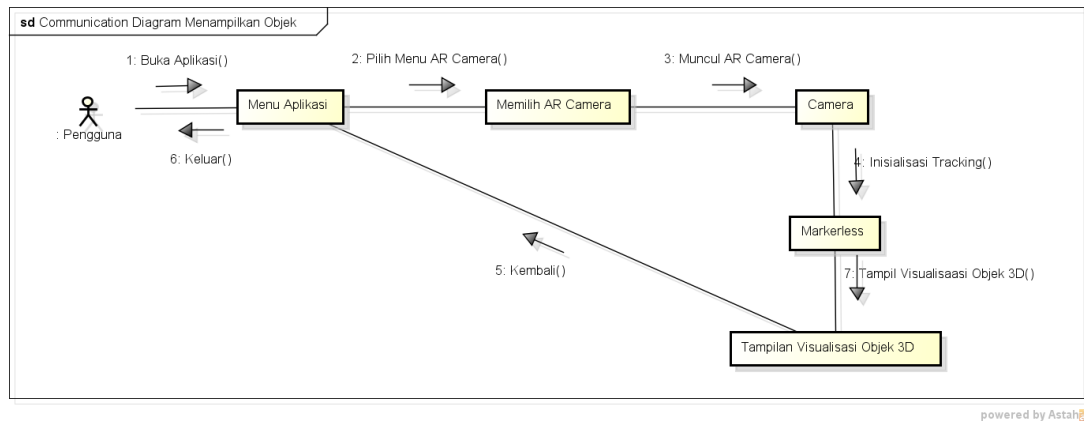 sd Communication Diagram Menampilkan Objek
1: Buka Aplikasi()
2: Pilih Menu AR Camera()
3: Muncul AR Camera()
Menu Aplikasi
Memilih AR Camera
Camera
: Pengguna
6: Keluar()
4: Inisialisasi Tracking()
Markerless
5: Kembali()
7: Tampil Visualisaasi Objek 3D()
Tampilan Visualisasi Objek 3D
powered by Astah